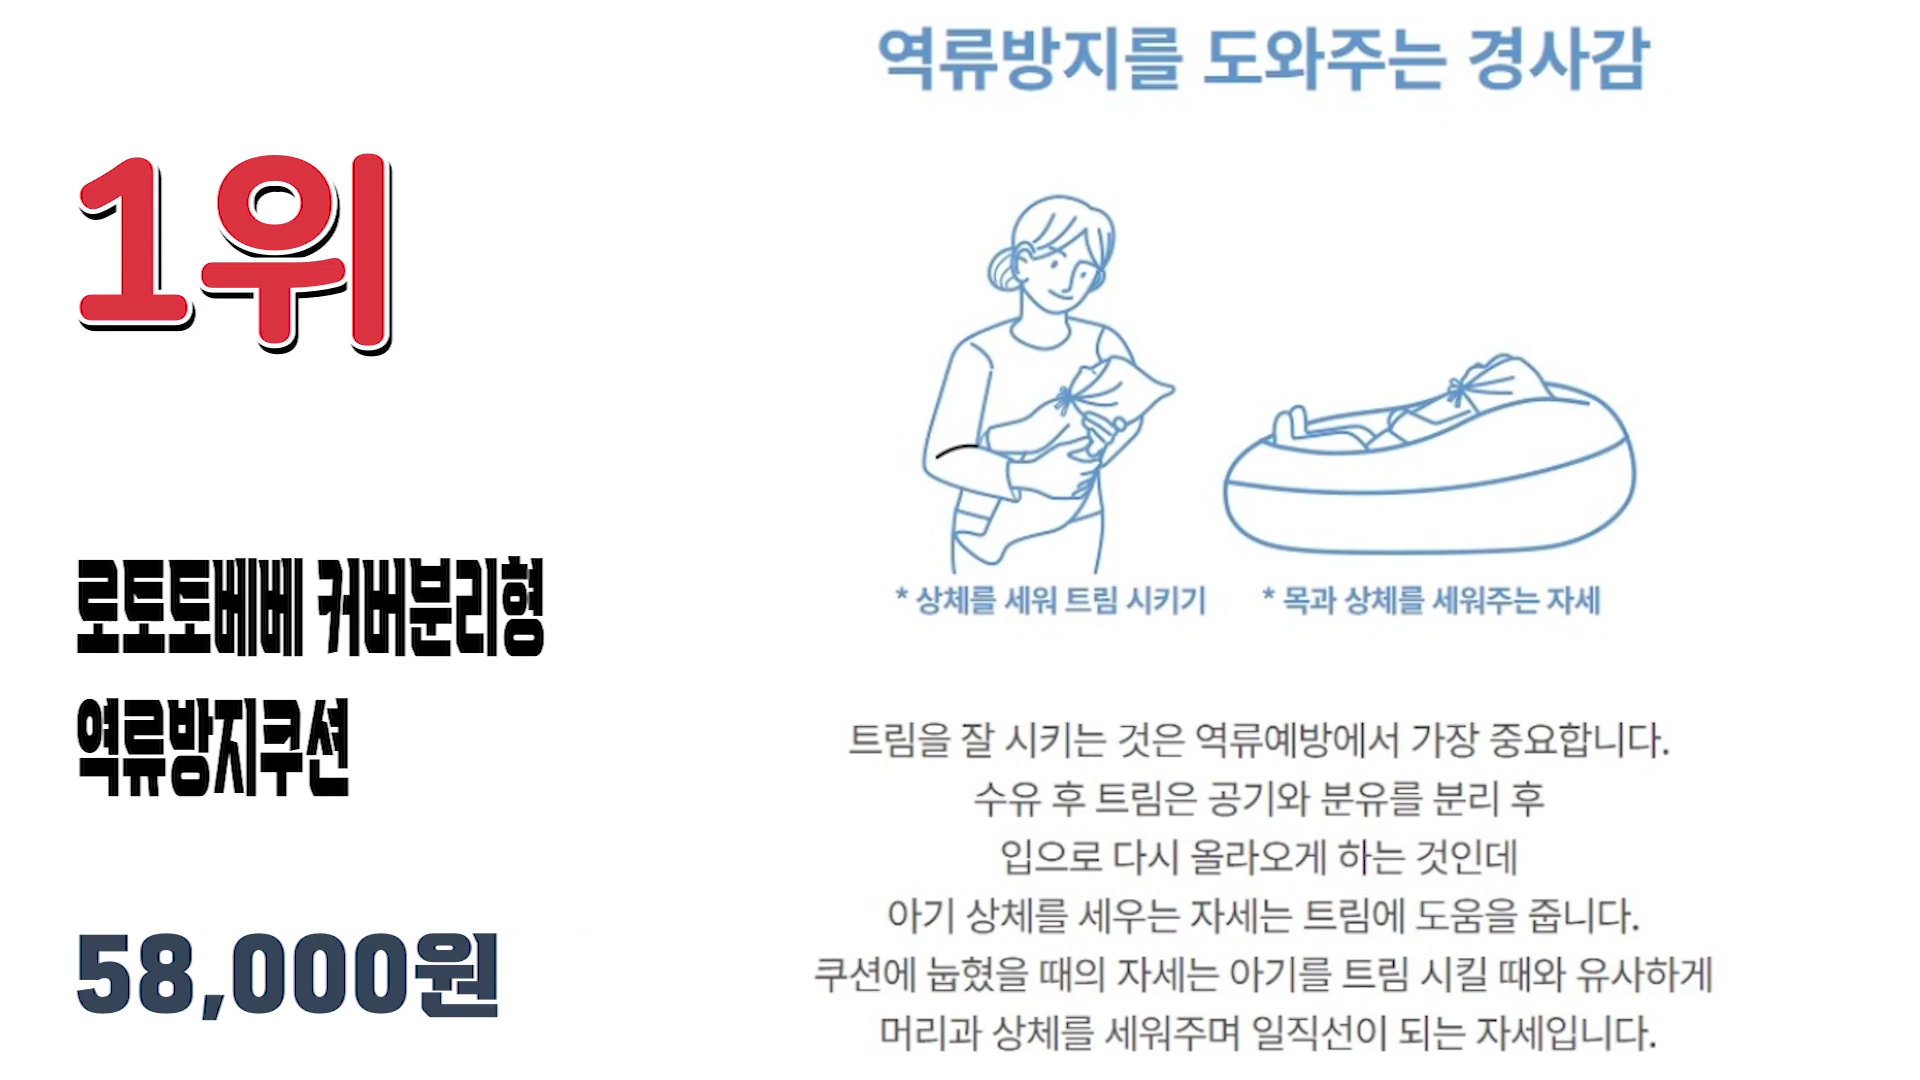 1위
로토토베베 커버분리형
역류방지쿠션
58,000원
역류방지를 도와주는 경사감
* 상체를 세워 트림 시키기
* 목과 상체를 세워주는 자세
트림을 잘 시키는 것은 역류예방에서 가장 중요합니다.
수유 후 트림은 공기와 분유를 분리 후
입으로 다시 올라오게 하는 것인데
아기 상체를 세우는 자세는 트림에 도움을 줍니다.
쿠션에 눕혔을 때의 자세는 아기를 트림 시킬 때와 유사하게
머리과 상체를 세워주며 일직선이 되는 자세입니다.